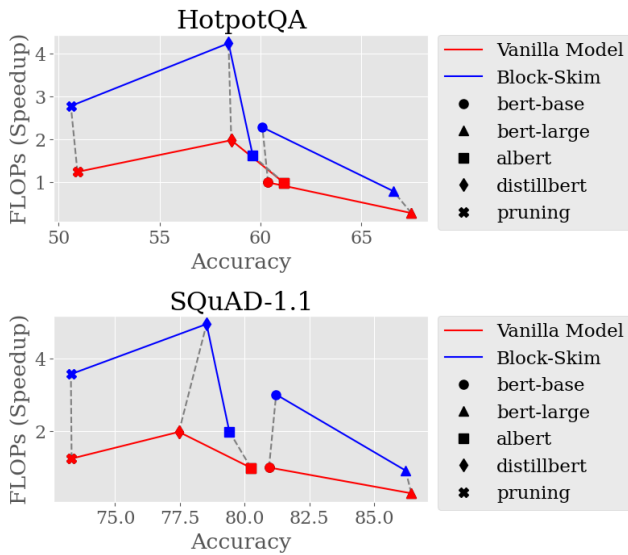 HotpotQA
FLOPs (Speedup)
4
3
2
1
50
55
60
65
Accuracy
Vanilla Model
Block-Skim
bert-base
bert-large
albert
distillbert
pruning
SQuAD-1.1
FLOPs (Speedup)
4
2
75.0
77.5
80.0
82.5
85.0
Accuracy
Vanilla Model
Block-Skim
bert-base
bert-large
albert
distillbert
pruning